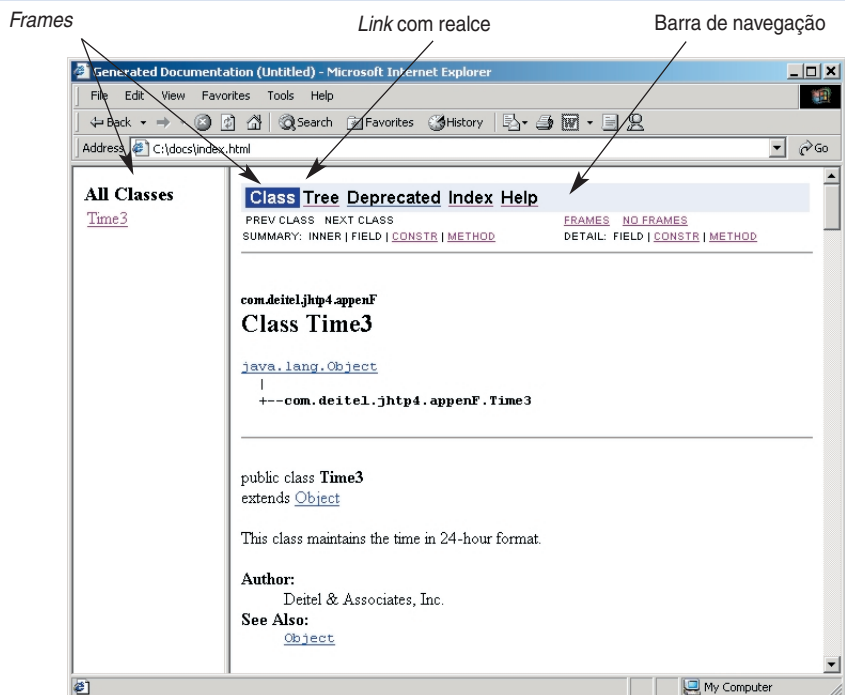 Frames
Link com realce
Barra de navegação
Generated Documentation (Untitled) - Microsoft Internet Explorer
File Edit View Favorites Tools Help
Back Search Favorites History
Address C:\docs\index.html Go
All Classes
Time3
Class Tree Deprecated Index Help
PREV CLASS NEXT CLASS FRAMES NO FRAMES
SUMMARY: INNER | FIELD | CONSTR | METHOD DETAIL: FIELD | CONSTR | METHOD
com.deitel.jhtp4.appenF
Class Time3
java.lang.Object
|
+--com.deitel.jhtp4.appenF.Time3
public class Time3
extends Object
This class maintains the time in 24-hour format.
Author:
Deitel & Associates, Inc.
See Also:
Object
My Computer